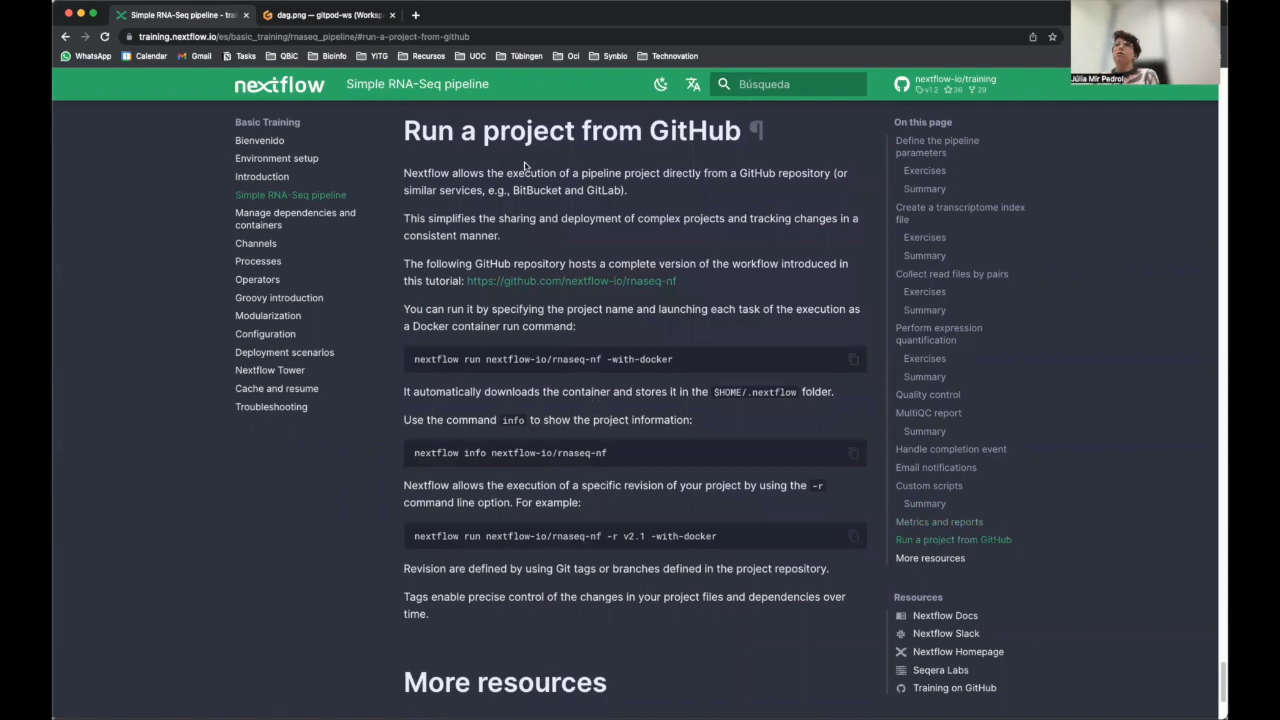 Simple RNA-Seq pipeline - trai
dag.png — gitpod-ws (Worksp
training.nextflow.io/es/basic_training/rnaseq_pipeline/#run-a-project-from-github
WhatsApp
Calendar
Gmail
Tasks
QBiC
Bioinfo
YITG
Recursos
UOC
Tübingen
Oci
Synbio
Technovation
Júlia Mir Pedrol
nextflow
Simple RNA-Seq pipeline
Búsqueda
nextflow-io/training
v1.2 36 29
Basic Training
Bienvenido
Environment setup
Introduction
Simple RNA-Seq pipeline
Manage dependencies and
containers
Channels
Processes
Operators
Groovy introduction
Modularization
Configuration
Deployment scenarios
Nextflow Tower
Cache and resume
Troubleshooting
Run a project from GitHub ¶
Nextflow allows the execution of a pipeline project directly from a GitHub repository (or
similar services, e.g., BitBucket and GitLab).
This simplifies the sharing and deployment of complex projects and tracking changes in a
consistent manner.
The following GitHub repository hosts a complete version of the workflow introduced in
this tutorial: https://github.com/nextflow-io/rnaseq-nf
You can run it by specifying the project name and launching each task of the execution as
a Docker container run command:
nextflow run nextflow-io/rnaseq-nf -with-docker
It automatically downloads the container and stores it in the $HOME/.nextflow folder.
Use the command info to show the project information:
nextflow info nextflow-io/rnaseq-nf
Nextflow allows the execution of a specific revision of your project by using the -r
command line option. For example:
nextflow run nextflow-io/rnaseq-nf -r v2.1 -with-docker
Revision are defined by using Git tags or branches defined in the project repository.
Tags enable precise control of the changes in your project files and dependencies over
time.
More resources
On this page
Define the pipeline
parameters
Exercises
Summary
Create a transcriptome index
file
Exercises
Summary
Collect read files by pairs
Exercises
Summary
Perform expression
quantification
Exercises
Summary
Quality control
MultiQC report
Summary
Handle completion event
Email notifications
Custom scripts
Summary
Metrics and reports
Run a project from GitHub
More resources
Resources
Nextflow Docs
Nextflow Slack
Nextflow Homepage
Seqera Labs
Training on GitHub